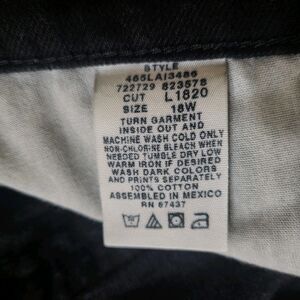 STYLE
465LAI3486
722729 823578
CUT L1820
SIZE 18W
TURN GARMENT
INSIDE OUT AND
MACHINE WASH COLD ONLY
NON-CHLORINE BLEACH WHEN
NEEDED TUMBLE DRY LOW
WARM IRON IF DESIRED
WASH DARK COLORS
AND PRINTS SEPARATELY
100% COTTON
ASSEMBLED IN MEXICO
RN 67437